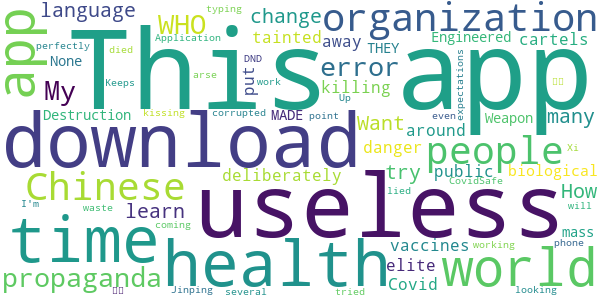 typing
language
WHO
change
organization
perfectly
died
Application
tainted
away
THEY
Engineered
cartels
app
This app
None
Keeps
arse
DND
error
work
expectations
My
put
killing
Up
Weapon
many
Destruction
kissing
corrupted
MADE
point
even
download
Want
around
danger
people
Xi
Chinese
deliberately
try
public
biological
CovidSafe
How
useless
I'm
will
waste
learn
lied
mass
time
health
coming
vaccines
working
phone
world
propaganda
elite
Covid
Jinping
several
tried
looking